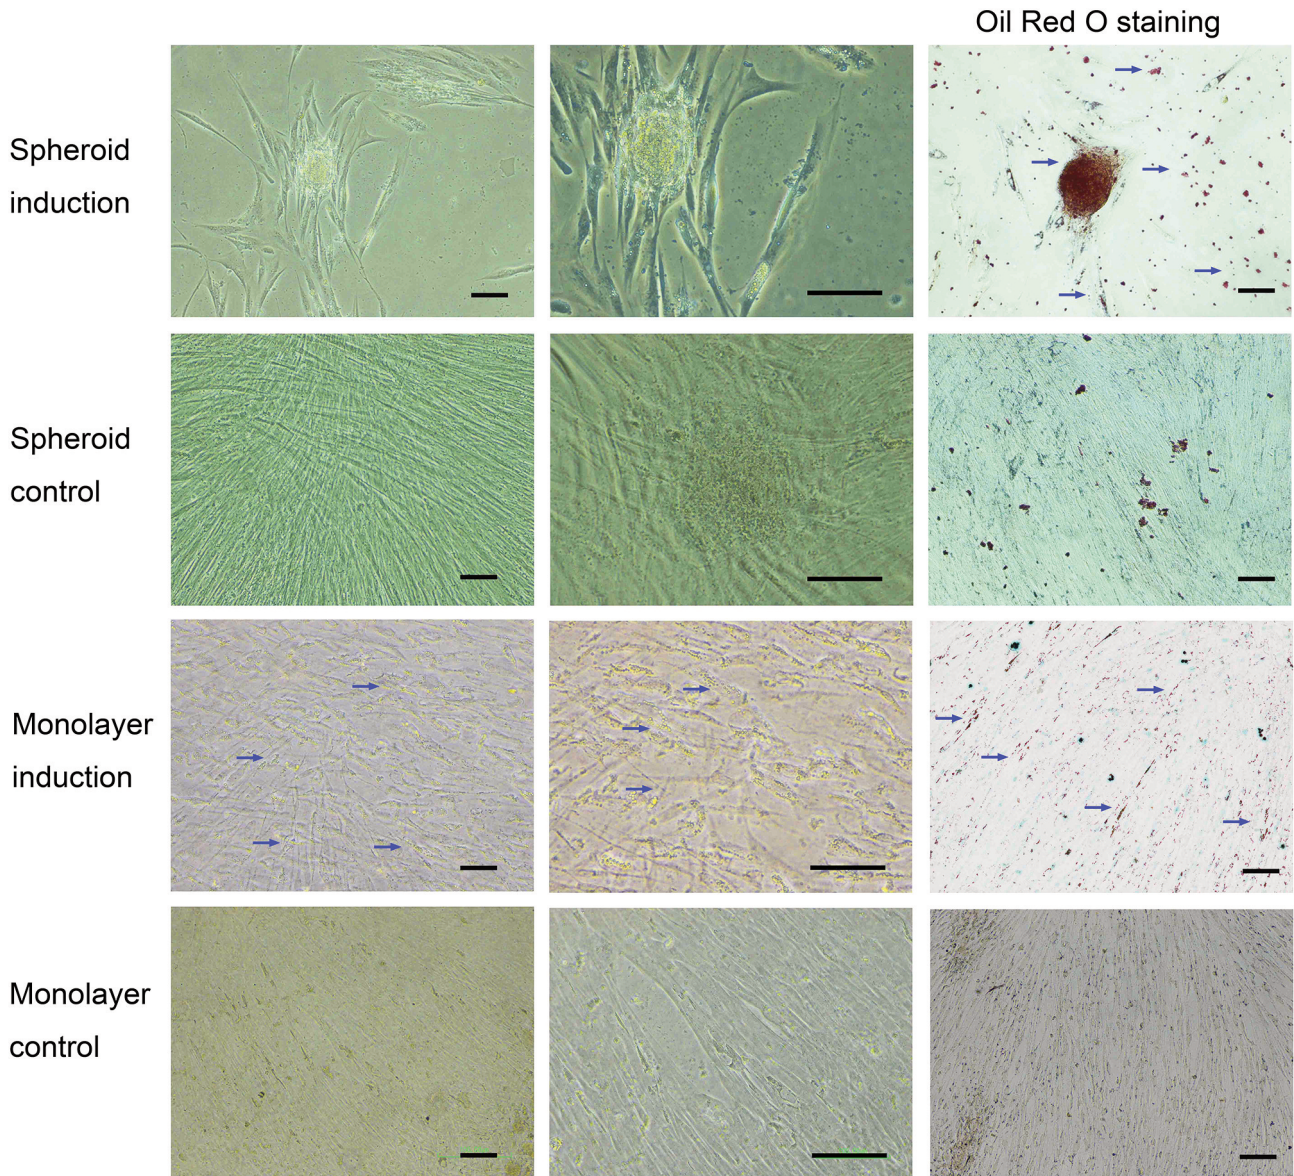 Oil Red O staining
Spheroid
induction
Spheroid
control
Monolayer
induction
Monolayer
control